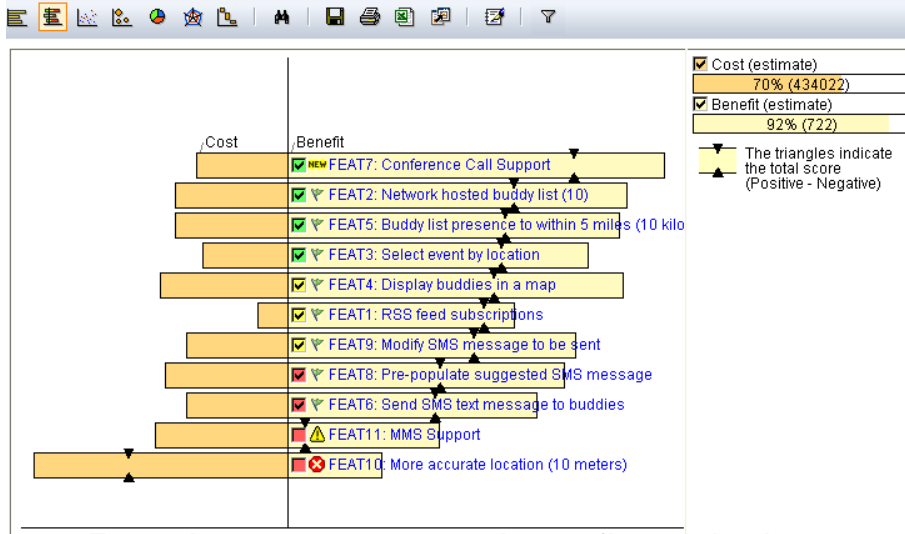 Cost (estimate)
70% (434022)
Benefit (estimate)
92% (722)
The triangles indicate
the total score
(Positive - Negative)
Cost
Benefit
NEW FEAT7: Conference Call Support
FEAT2: Network hosted buddy list (10)
FEAT5: Buddy list presence to within 5 miles (10 kilo
FEAT3: Select event by location
FEAT4: Display buddies in a map
FEAT1: RSS feed subscriptions
FEAT9: Modify SMS message to be sent
FEAT8: Pre-populate suggested SMS message
FEAT6: Send SMS text message to buddies
FEAT11: MMS Support
FEAT10: More accurate location (10 meters)